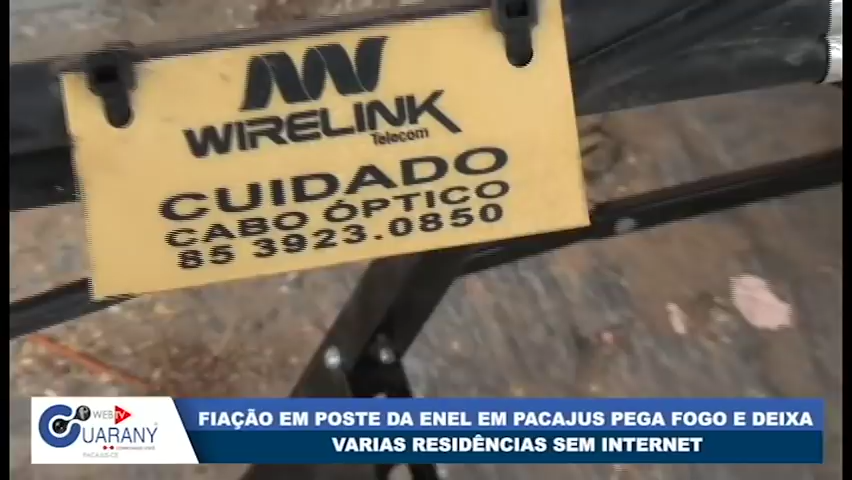 WIRELINK
Telecom
CUIDADO
CABO ÓPTICO
85 3923.0850
WEB TV
GUARANY
PACAJUS-CE
FIAÇÃO EM POSTE DA ENEL EM PACAJUS PEGA FOGO E DEIXA
VARIAS RESIDÊNCIAS SEM INTERNET